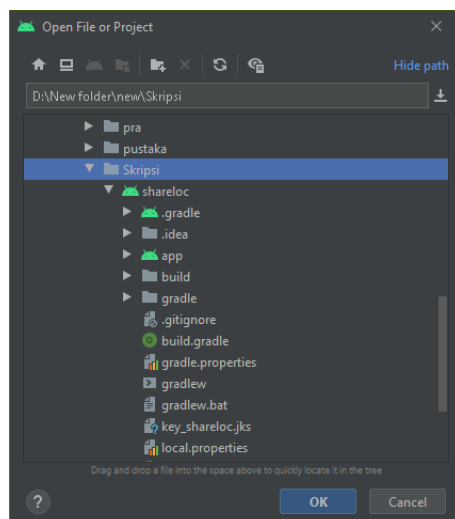 Open File or Project
Hide path
D:\New folder\new\Skripsi
pra
pustaka
Skripsi
shareloc
.gradle
.idea
app
build
gradle
.gitignore
build.gradle
gradle.properties
gradlew
gradlew.bat
key_shareloc.jks
local.properties
Drag and drop a file into the space above to quickly locate it in the tree
?
OK
Cancel